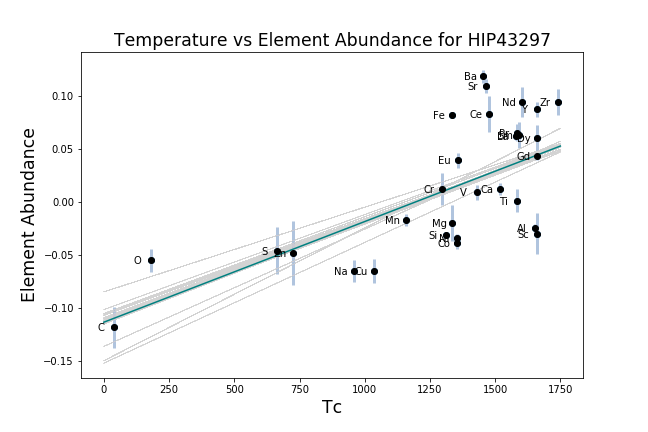 Temperature vs Element Abundance for HIP43297
Element Abundance
0.10
0.05
0.00
−0.05
−0.10
−0.15
Ba
Sr
Nd
Zr
Y
Fe
Ce
Dy
Gd
Eu
Cr
V
Ca
Ti
Mn
Mg
Al
Sc
Si
Co
S
O
Na
Cu
C
0
250
500
750
1000
1250
1500
1750
Tc